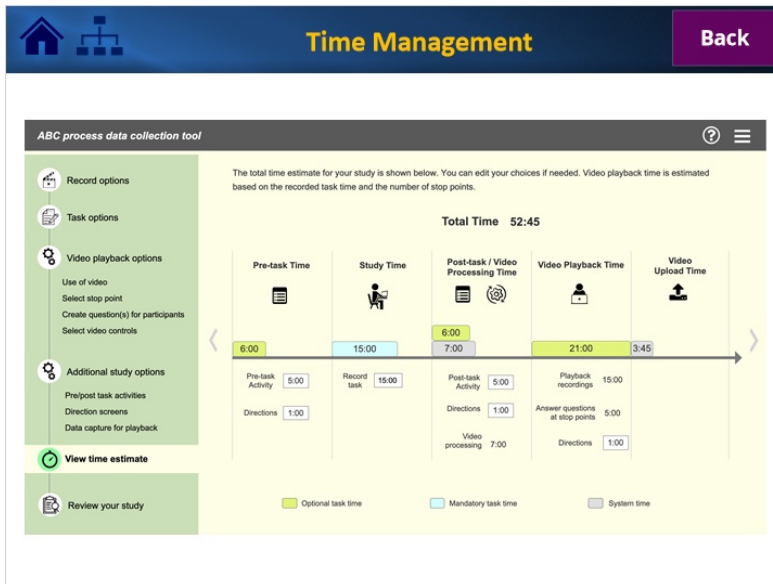 Time Management
Back
ABC process data collection tool
?
Record options
Task options
Video playback options
Use of video
Select stop point
Create question(s) for participants
Select video controls
Additional study options
Pre/post task activities
Direction screens
Data capture for playback
View time estimate
Review your study
The total time estimate for your study is shown below. You can edit your choices if needed. Video playback time is estimated
based on the recorded task time and the number of stop points.
Total Time 52:45
Pre-task Time
Study Time
Post-task / Video
Processing Time
Video Playback Time
Video
Upload Time
6:00
6:00
15:00
7:00
21:00
3:45
Pre-task
Activity
5:00
Directions
1:00
Record
task
15:00
Post-task
Activity
5:00
Directions
1:00
Video
processing
7:00
Playback
recordings
15:00
Answer questions
at stop points
5:00
Directions
1:00
Optional task time
Mandatory task time
System time